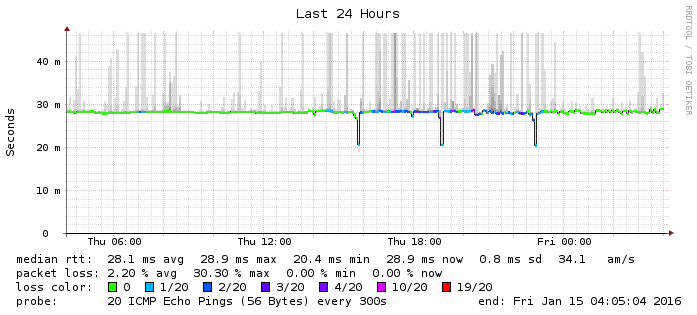 Last 24 Hours
RRDTOOL / TOBI OETIKER
Seconds
40 m
30 m
20 m
10 m
0
Thu 06:00 Thu 12:00 Thu 18:00 Fri 00:00
median rtt: 28.1 ms avg 28.9 ms max 20.4 ms min 28.9 ms now 0.8 ms sd 34.1 am/s
packet loss: 2.20 % avg 30.30 % max 0.00 % min 0.00 % now
loss color: 0 1/20 2/20 3/20 4/20 10/20 19/20
probe: 20 ICMP Echo Pings (56 Bytes) every 300s end: Fri Jan 15 04:05:04 2016